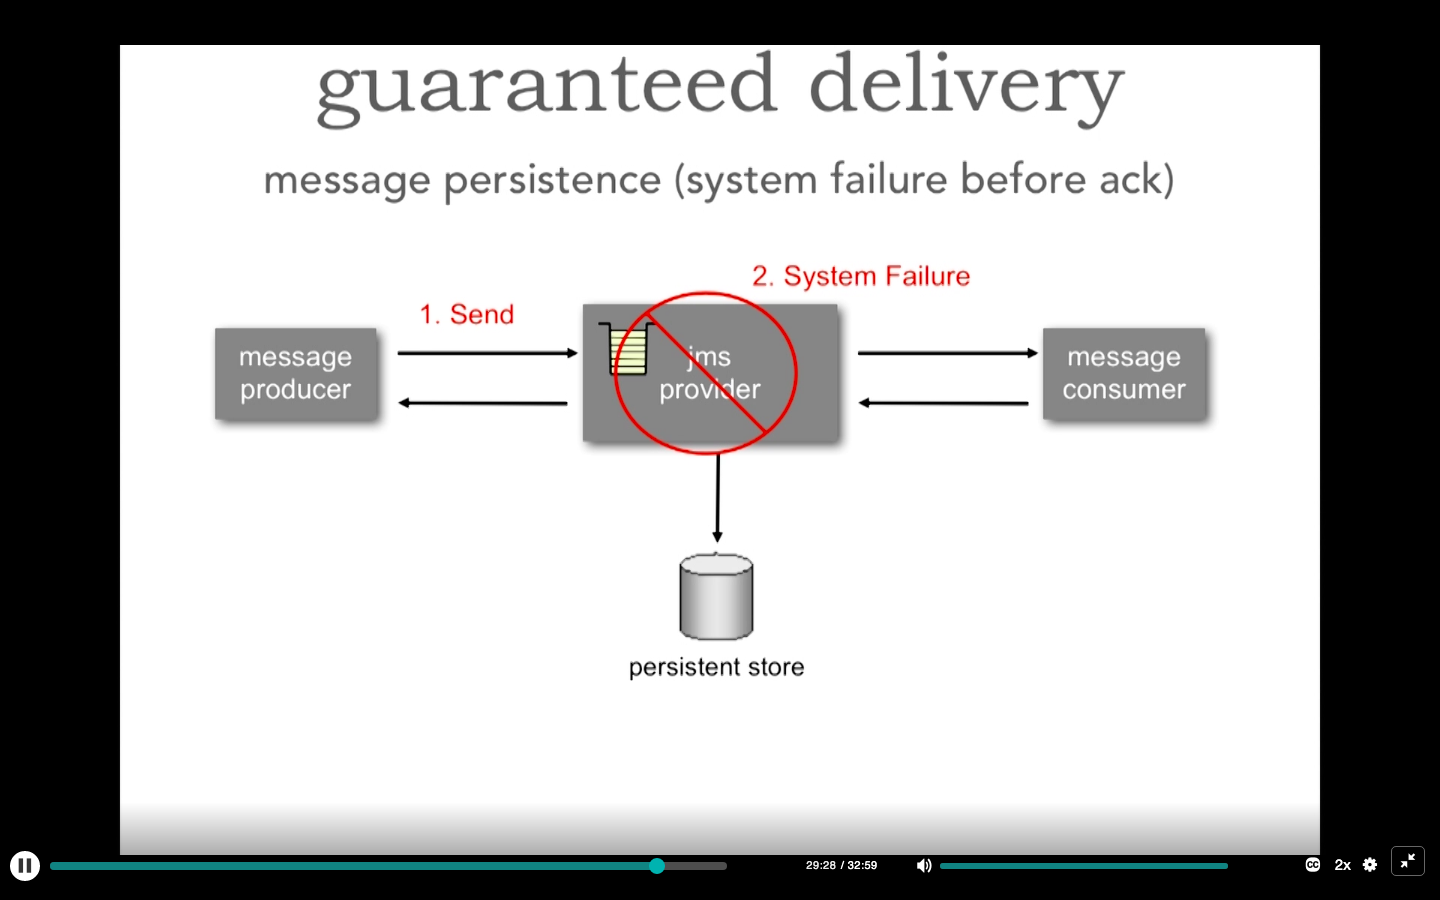 guaranteed delivery
message persistence (system failure before ack)
2. System Failure
1. Send
message
producer
jms
provider
message
consumer
persistent store
29:28 / 32:59
CC
2x